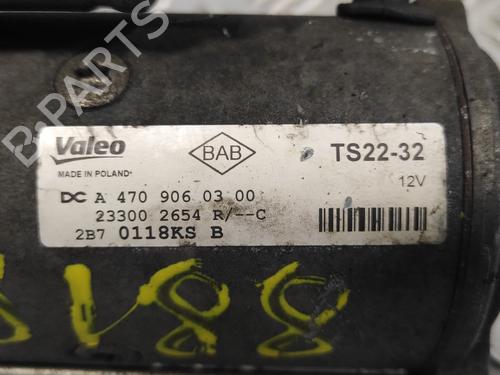 B-PARTS
Valeo
MADE IN POLAND
BAB
TS22-32
12V
DC A 470 906 03 00
23300 2654 R/--C
2B7 0118KS B